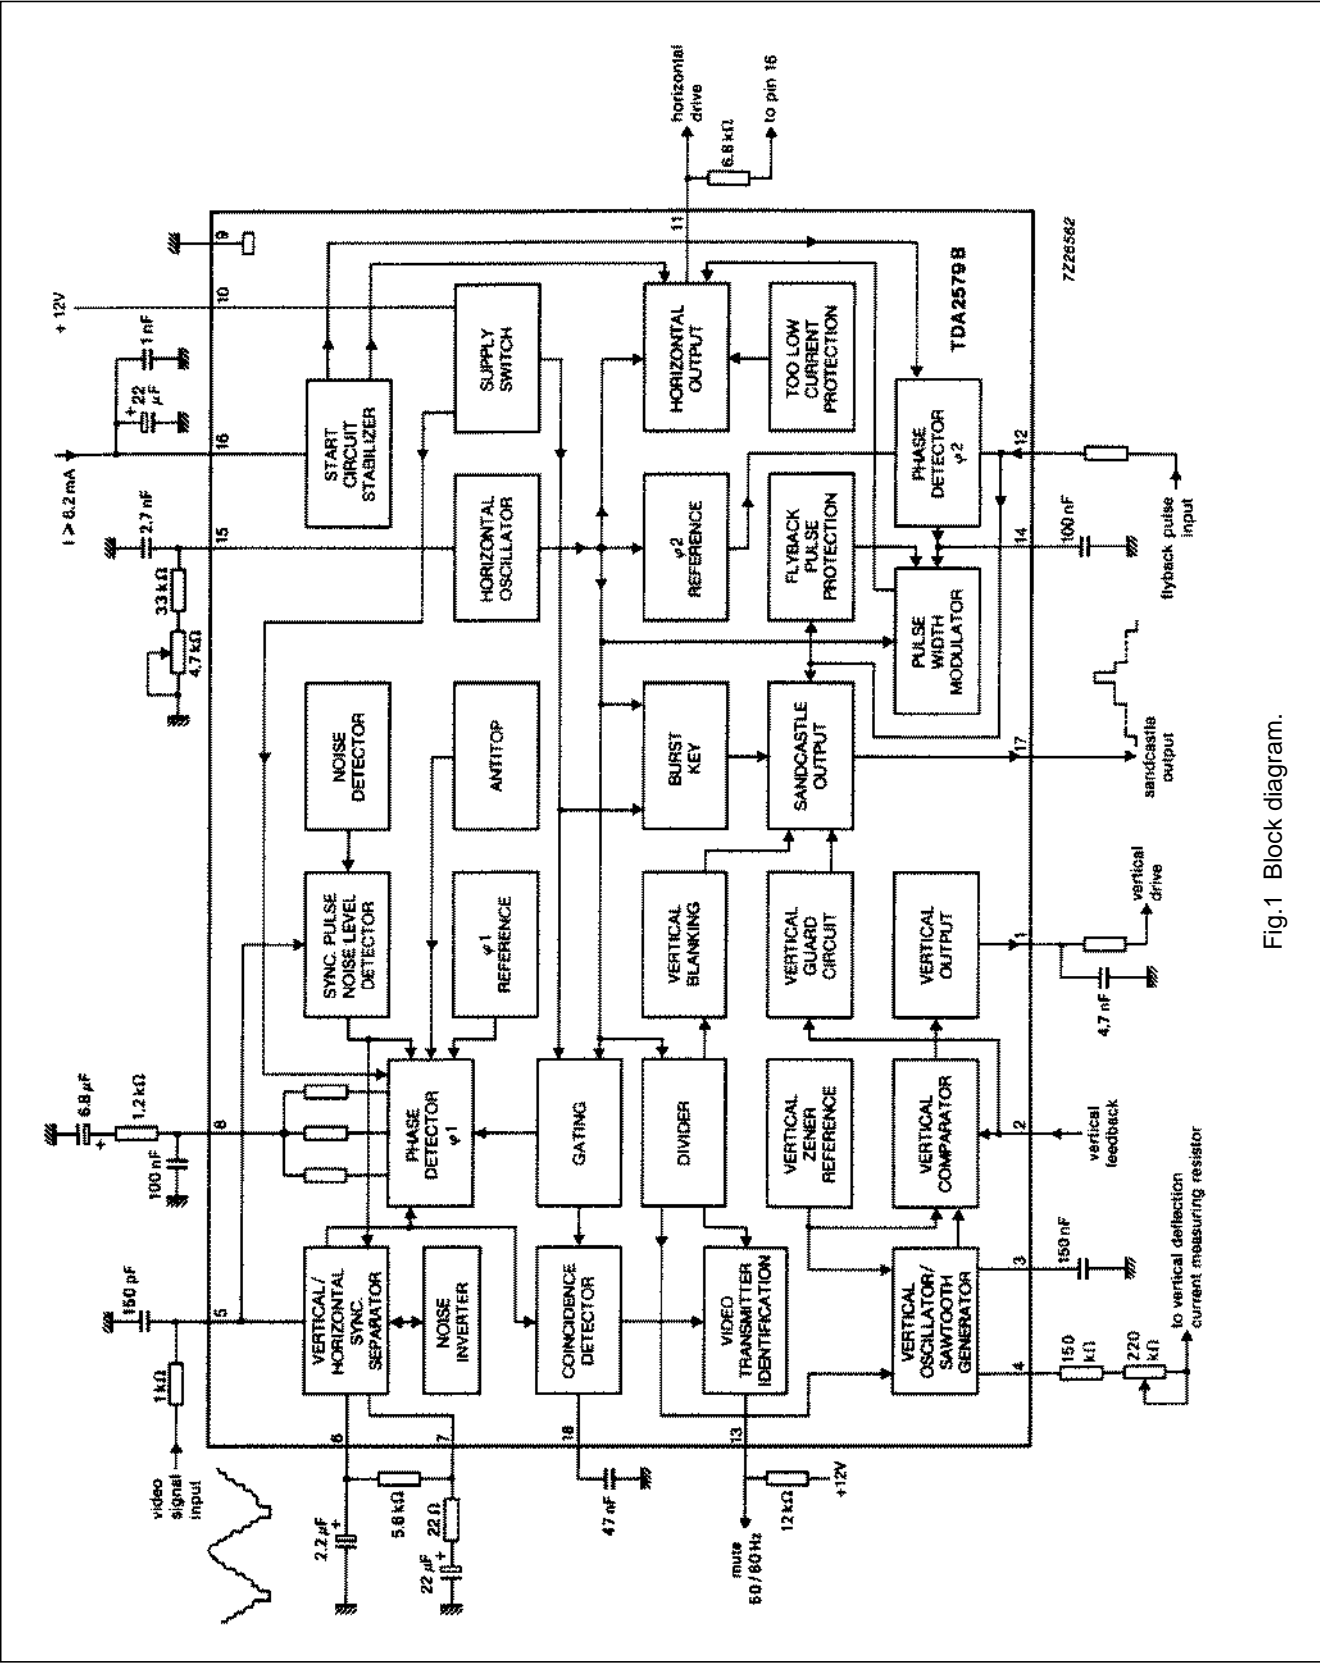 video
signal
input
1 kΩ
150 pF
5
100 nF
1.2 kΩ
6.8 µF
+
8
4.7 kΩ
33 kΩ
2.7 nF
15
I > 6.2 mA
16
+
22
µF
1 nF
+ 12V
10
9
VERTICAL/
HORIZONTAL
SYNC.
SEPARATOR
NOISE
INVERTER
PHASE
DETECTOR
φ1
SYNC. PULSE
NOISE LEVEL
DETECTOR
NOISE
DETECTOR
START
CIRCUIT
STABILIZER
φ1
REFERENCE
ANTITOP
HORIZONTAL
OSCILLATOR
SUPPLY
SWITCH
2.2 µF
+
6
5.6 kΩ
7
22 µF
+
22 Ω
COINCIDENCE
DETECTOR
GATING
18
47 nF
VIDEO
TRANSMITTER
IDENTIFICATION
DIVIDER
VERTICAL
BLANKING
BURST
KEY
φ2
REFERENCE
HORIZONTAL
OUTPUT
11
horizontal
drive
6.8 kΩ
to pin 16
13
mute
50 / 60 Hz
12 kΩ
+12V
VERTICAL
ZENER
REFERENCE
VERTICAL
GUARD
CIRCUIT
SANDCASTLE
OUTPUT
FLYBACK
PULSE
PROTECTION
TOO LOW
CURRENT
PROTECTION
VERTICAL
OSCILLATOR/
SAWTOOTH
GENERATOR
VERTICAL
COMPARATOR
VERTICAL
OUTPUT
PULSE
WIDTH
MODULATOR
PHASE
DETECTOR
φ2
TDA2579B
4
3
2
1
17
14
12
150
kΩ
220
kΩ
to vertical deflection
current measuring resistor
150 nF
vertical
feedback
4.7 nF
vertical
drive
sandcastle
output
100 nF
flyback pulse
input
7Z28562
Fig.1 Block diagram.